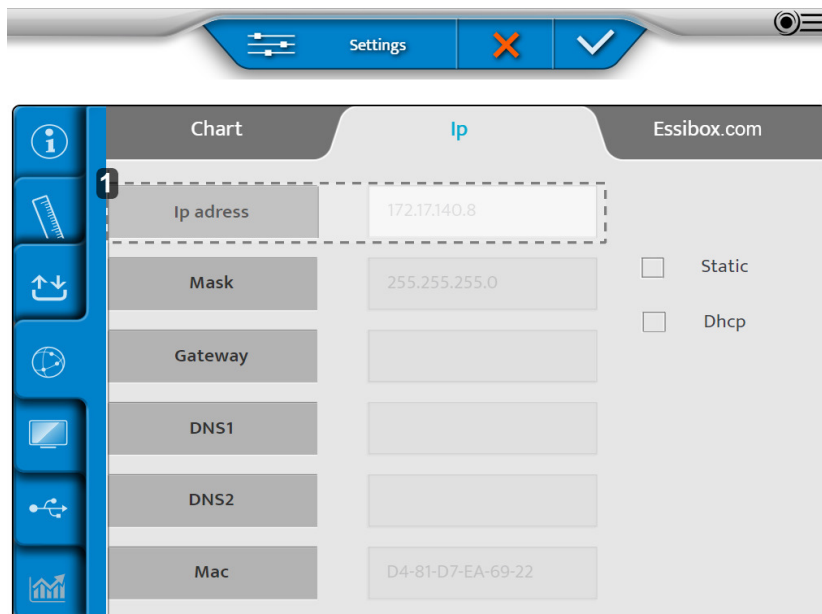 Settings
Chart
Ip
Essibox.com
1
Ip adress
172.17.140.8
Mask
255.255.255.0
Static
Dhcp
Gateway
DNS1
DNS2
Mac
D4-81-D7-EA-69-22